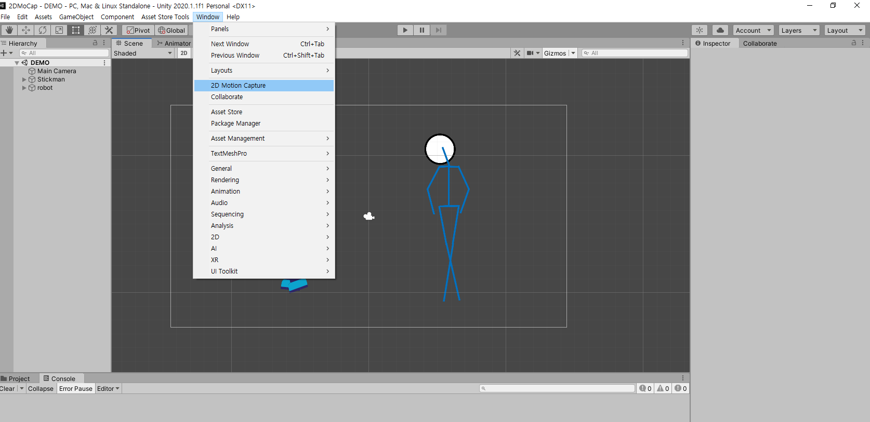 2DMoCap - DEMO - PC, Mac & Linux Standalone - Unity 2020.1.1f1 Personal <DX11>
File Edit Assets GameObject Component Asset Store Tools Window Help
Pivot Global Account Layers Layout
Hierarchy Scene Animator Inspector Collaborate
All Shaded 2D Gizmos All
DEMO
Main Camera
Stickman
robot
Panels
Next Window Ctrl+Tab
Previous Window Ctrl+Shift+Tab
Layouts
2D Motion Capture
Collaborate
Asset Store
Package Manager
Asset Management
TextMeshPro
General
Rendering
Animation
Audio
Sequencing
Analysis
2D
AI
XR
UI Toolkit
Project Console
Clear Collapse Error Pause Editor 0 0 0